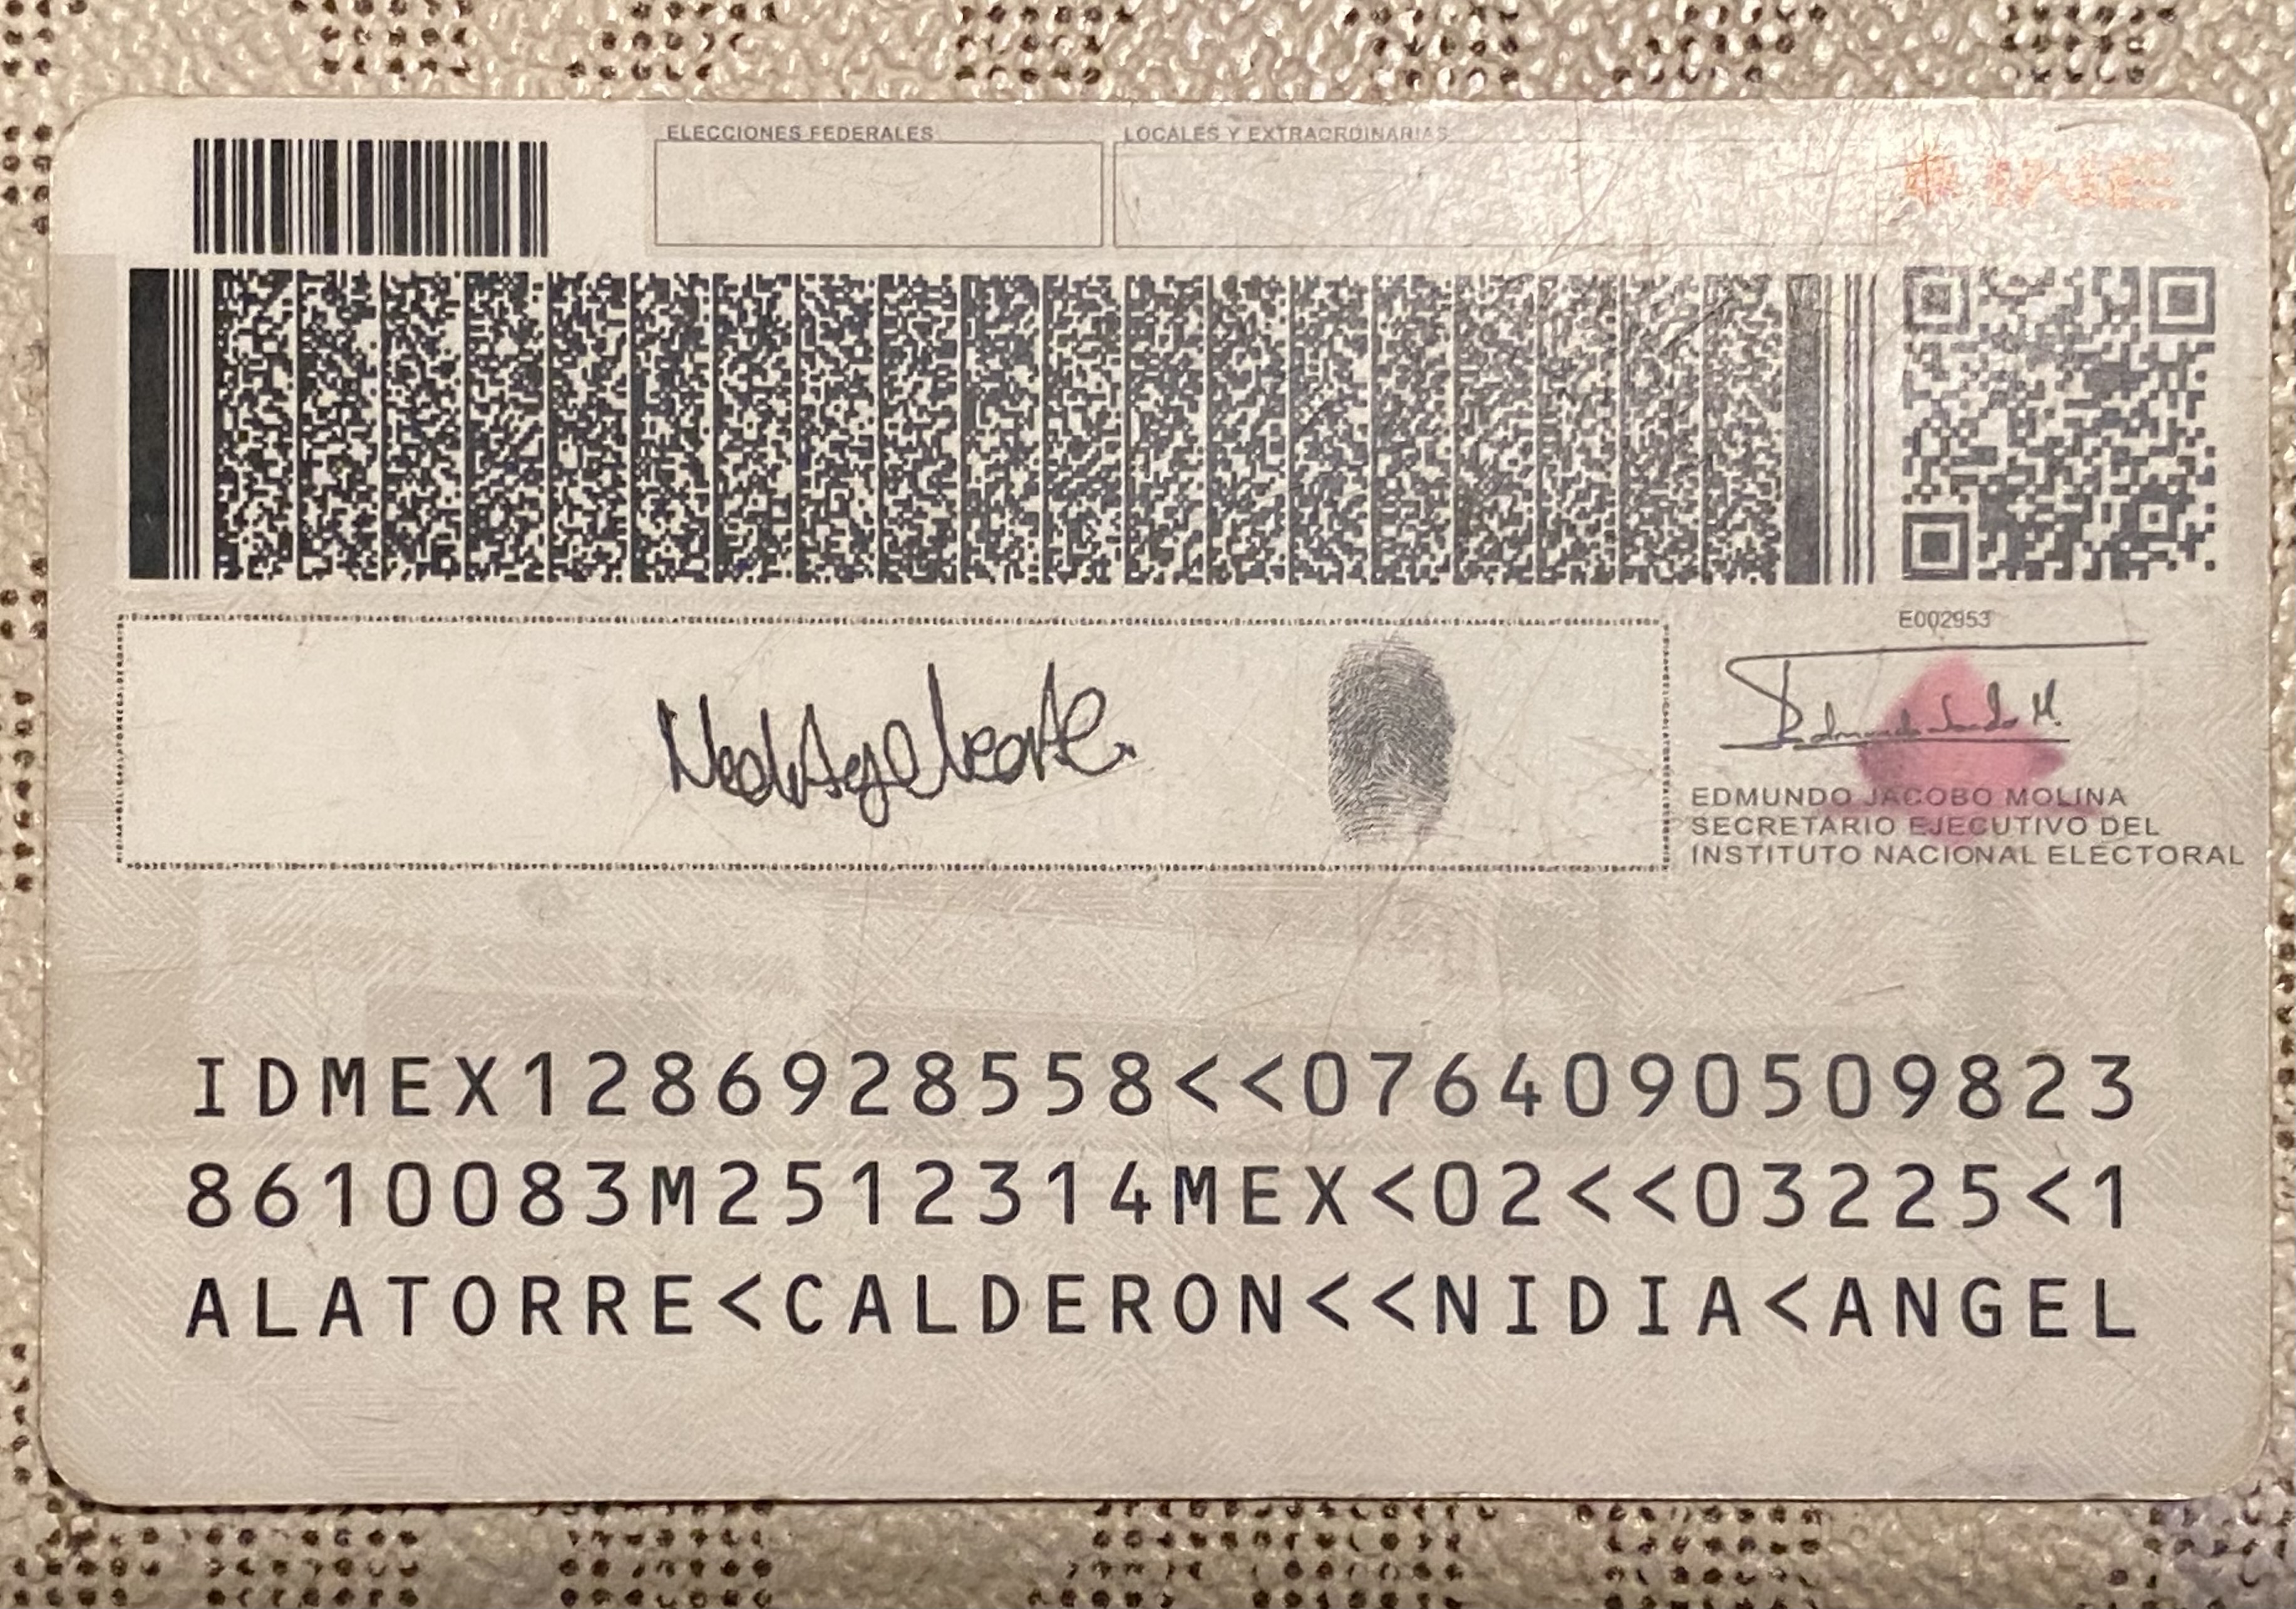 ELECCIONES FEDERALES
LOCALES Y EXTRAORDINARIAS
INE
E002953
EDMUNDO JACOBO MOLINA
SECRETARIO EJECUTIVO DEL
INSTITUTO NACIONAL ELECTORAL
IDMEX1286928558<<0764090509823
8610083M2512314MEX<02<<03225<1
ALATORRE<CALDERON<<NIDIA<ANGEL